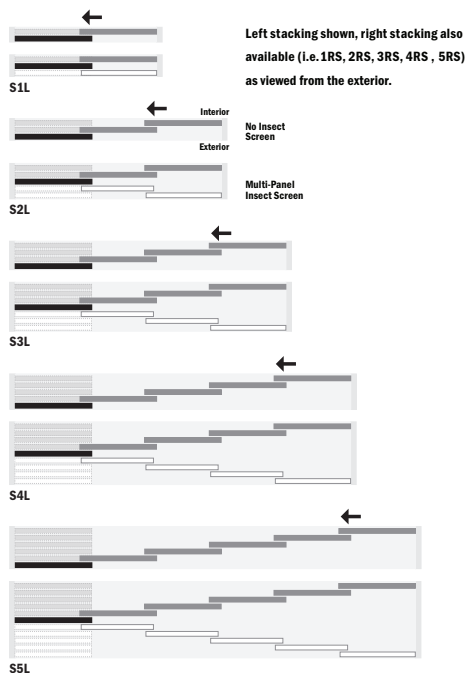 Left stacking shown, right stacking also
available (i.e. 1RS, 2RS, 3RS, 4RS , 5RS)
as viewed from the exterior.
S1L
Interior
No Insect
Screen
Exterior
Multi-Panel
Insect Screen
S2L
S3L
S4L
S5L